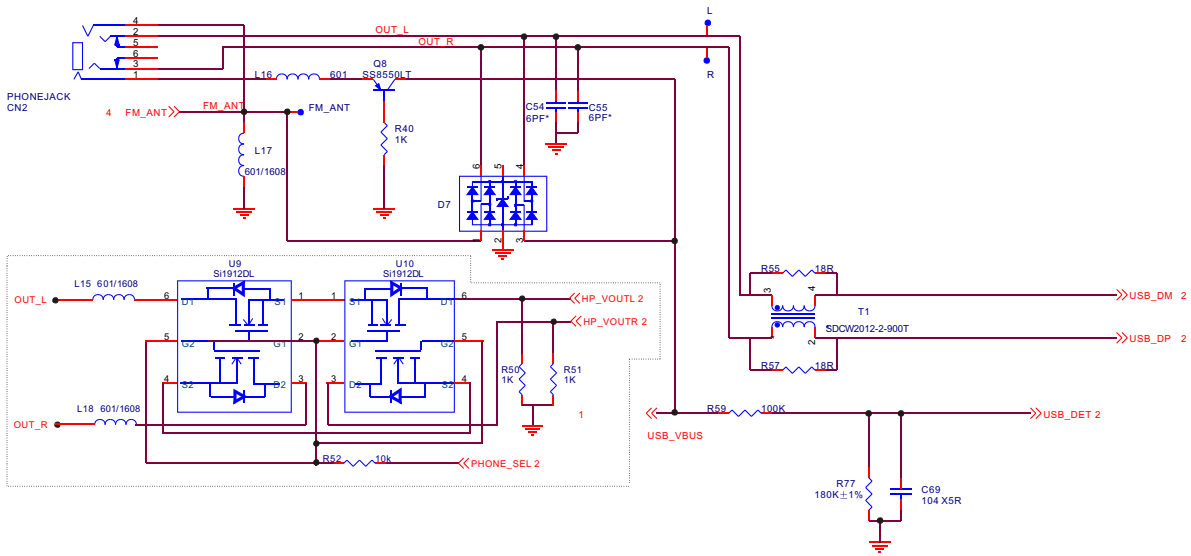 4
2
5
6
3
1
PHONEJACK
CN2
OUT_L
OUT_R
L
R
L16
601
Q8
SS8550LT
4 FM_ANT
FM_ANT
FM_ANT
R40
1K
C54
6PF*
C55
6PF*
L17
601/1608
6
5
4
D7
1
2
3
U9
Si1912DL
U10
Si1912DL
L15 601/1608
OUT_L
6
D1
S1
1
1
S1
D1
6
HP_VOUTL 2
HP_VOUTR 2
5
G2
G1
2
2
G1
G2
5
4
S2
D2
3
3
D2
S2
4
R50
1K
R51
1K
L18 601/1608
OUT_R
1
R52
10k
PHONE_SEL 2
R55
18R
3
4
T1
SDCW2012-2-900T
1
2
R57
18R
USB_DM 2
USB_DP 2
USB_VBUS
R59
100K
USB_DET 2
R77
180K±1%
C69
104 X5R